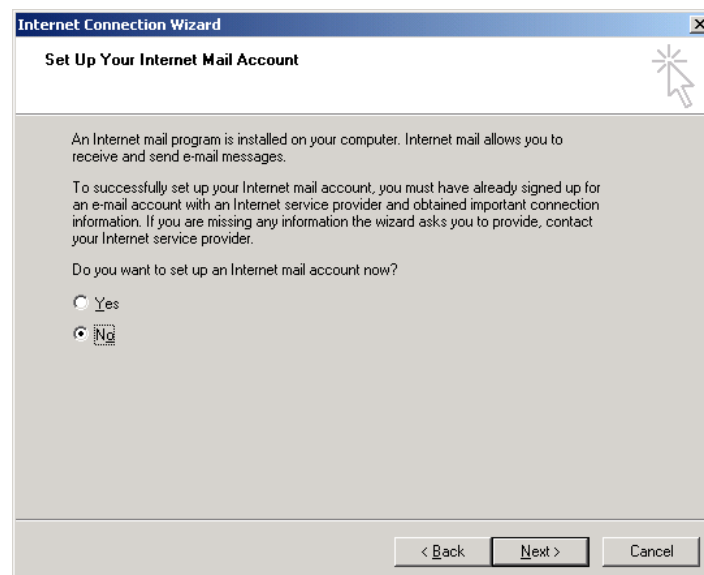 Internet Connection Wizard
Set Up Your Internet Mail Account
An Internet mail program is installed on your computer. Internet mail allows you to
receive and send e-mail messages.
To successfully set up your Internet mail account, you must have already signed up for
an e-mail account with an Internet service provider and obtained important connection
information. If you are missing any information the wizard asks you to provide, contact
your Internet service provider.
Do you want to set up an Internet mail account now?
Yes
No
< Back Next > Cancel